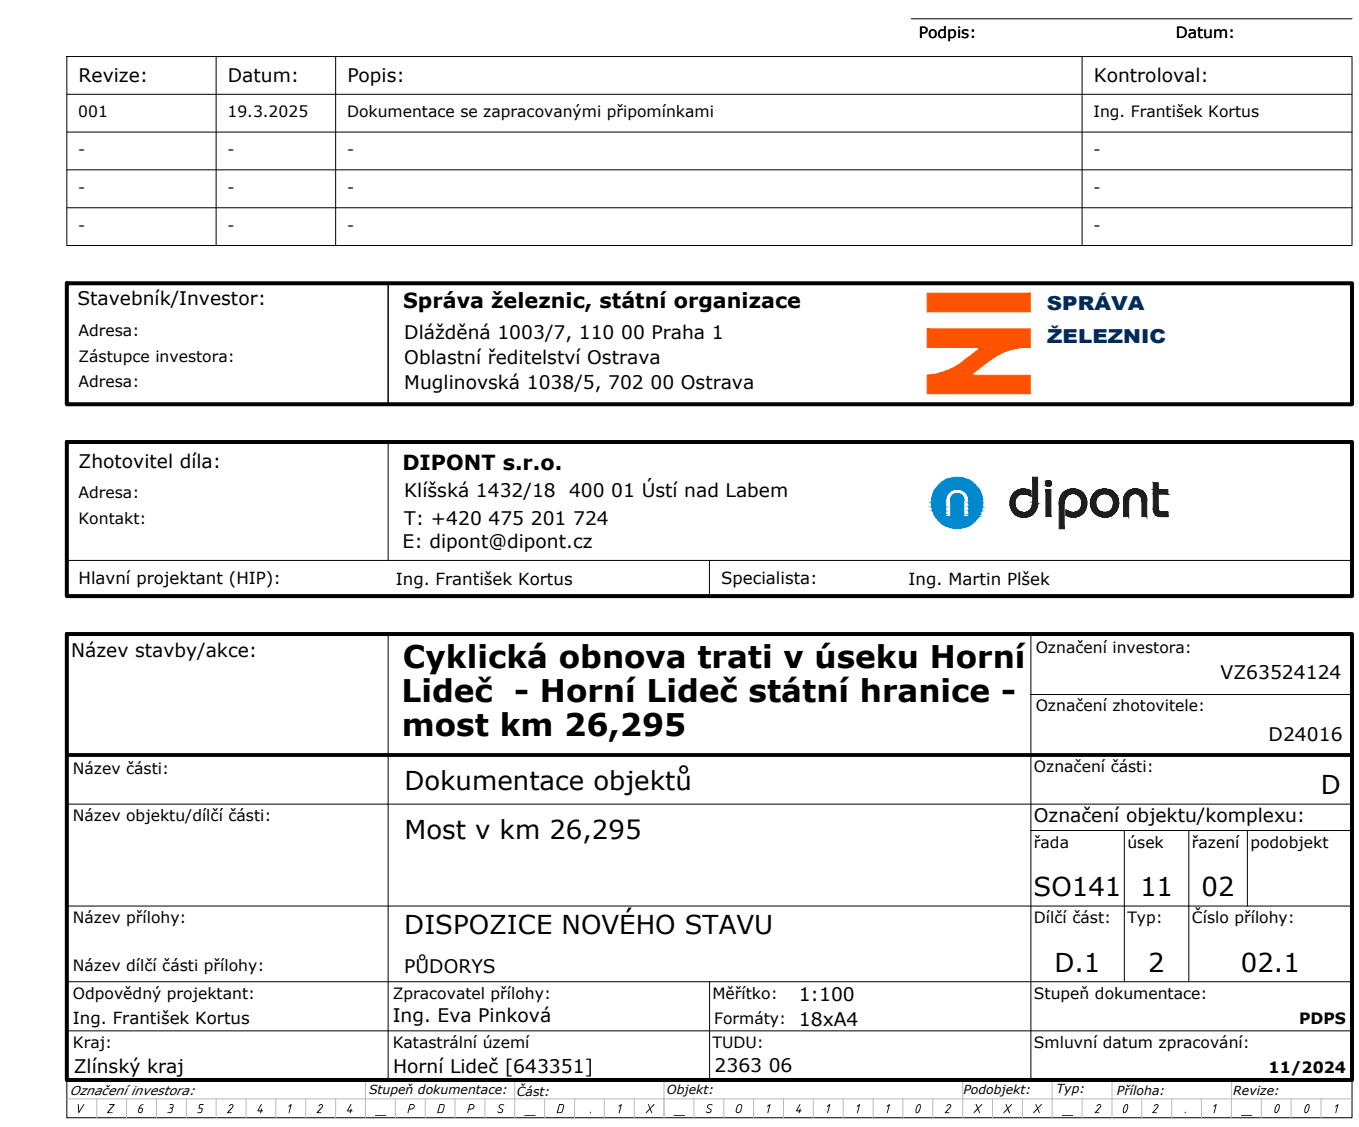 Podpis: Datum:
Revize: Datum: Popis: Kontroloval:
001 19.3.2025 Dokumentace se zapracovanými připomínkami Ing. František Kortus
- - - -
- - - -
- - - -
Stavebník/Investor: Správa železnic, státní organizace
Adresa: Dlážděná 1003/7, 110 00 Praha 1
Zástupce investora: Oblastní ředitelství Ostrava
Adresa: Muglinovská 1038/5, 702 00 Ostrava
SPRÁVA
ŽELEZNIC
Zhotovitel díla: DIPONT s.r.o.
Adresa: Klíšská 1432/18 400 01 Ústí nad Labem
Kontakt: T: +420 475 201 724
E: dipont@dipont.cz
dipont
Hlavní projektant (HIP): Ing. František Kortus Specialista: Ing. Martin Plšek
Název stavby/akce: Cyklická obnova trati v úseku Horní
Lideč - Horní Lideč státní hranice -
most km 26,295
Označení investora:
VZ63524124
Označení zhotovitele:
D24016
Název části: Dokumentace objektů Označení části: D
Název objektu/dílčí části: Most v km 26,295 Označení objektu/komplexu:
řada úsek řazení podobjekt
SO141 11 02
Název přílohy: DISPOZICE NOVÉHO STAVU Dílčí část: Typ: Číslo přílohy:
Název dílčí části přílohy: PŮDORYS D.1 2 02.1
Odpovědný projektant: Zpracovatel přílohy: Měřítko: 1:100 Stupeň dokumentace:
Ing. František Kortus Ing. Eva Pinková Formáty: 18xA4 PDPS
Kraj: Katastrální území TUDU: Smluvní datum zpracování:
Zlínský kraj Horní Lideč [643351] 2363 06 11/2024
Označení investora: Stupeň dokumentace: Část: Objekt: Podobjekt: Typ: Příloha: Revize:
V Z 6 3 5 2 4 1 2 4 _ P D P S _ D . 1 X _ S O 1 4 1 1 1 0 2 X X X _ 2 0 2 . 1 _ 0 0 1